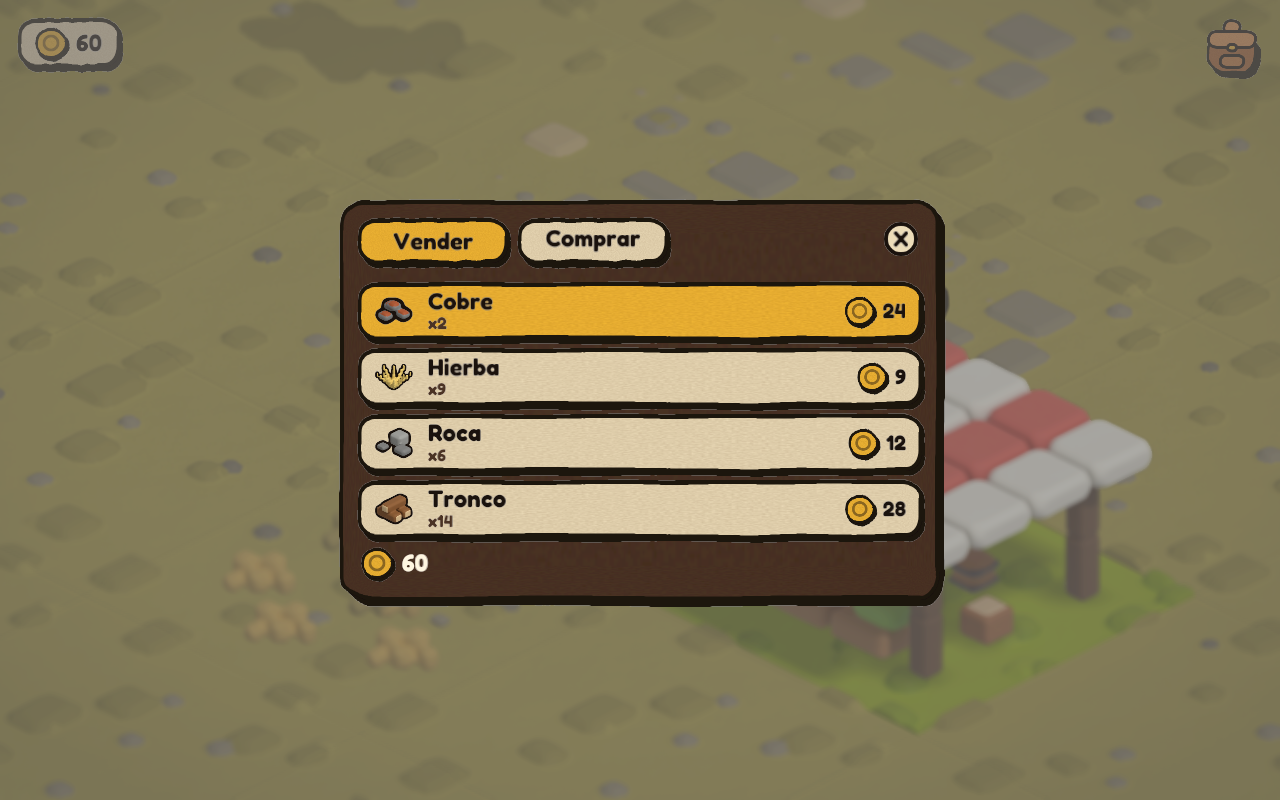 60
Vender
Comprar
Cobre
x2
24
Hierba
x9
9
Roca
x6
12
Tronco
x14
28
60